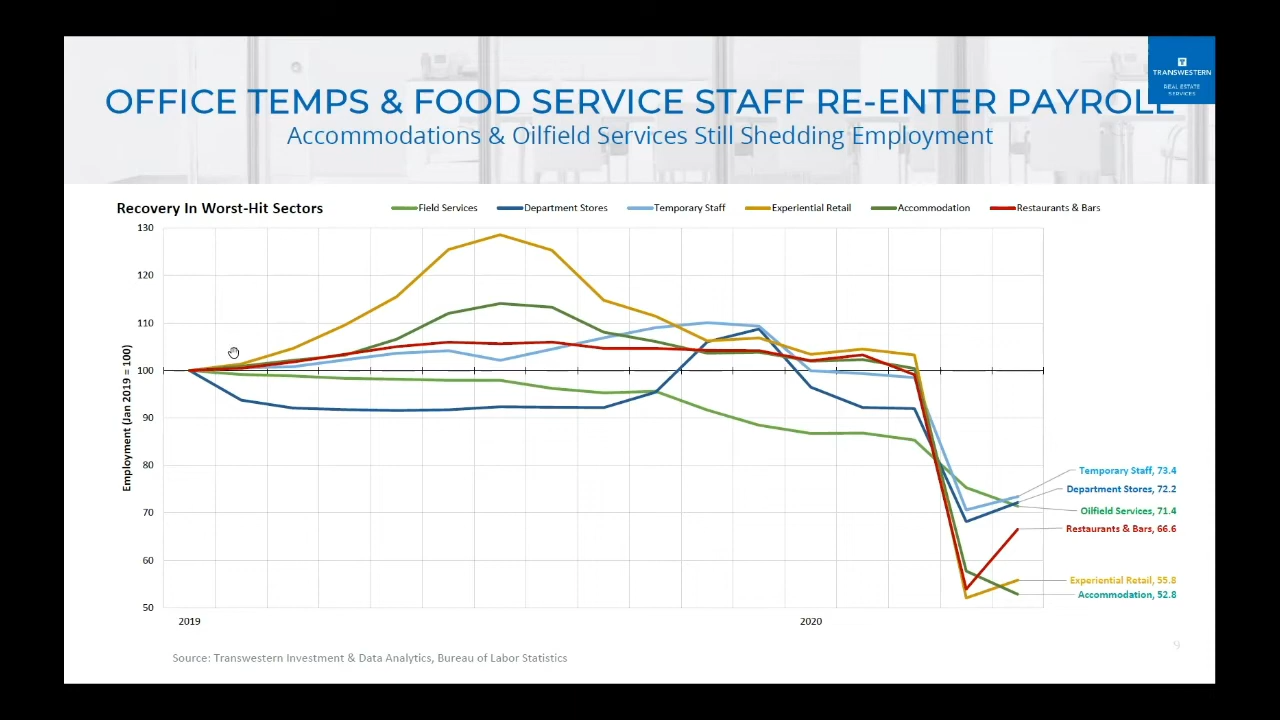 TRANSWESTERN
REAL ESTATE
SERVICES
OFFICE TEMPS & FOOD SERVICE STAFF RE-ENTER PAYROLL
Accommodations & Oilfield Services Still Shedding Employment
Recovery In Worst-Hit Sectors
Field Services
Department Stores
Temporary Staff
Experiential Retail
Accommodation
Restaurants & Bars
Employment (Jan 2019 = 100)
130
120
110
100
90
80
70
60
50
2019
2020
Temporary Staff, 73.4
Department Stores, 72.2
Oilfield Services, 71.4
Restaurants & Bars, 66.6
Experiential Retail, 55.8
Accommodation, 52.8
Source: Transwestern Investment & Data Analytics, Bureau of Labor Statistics
9